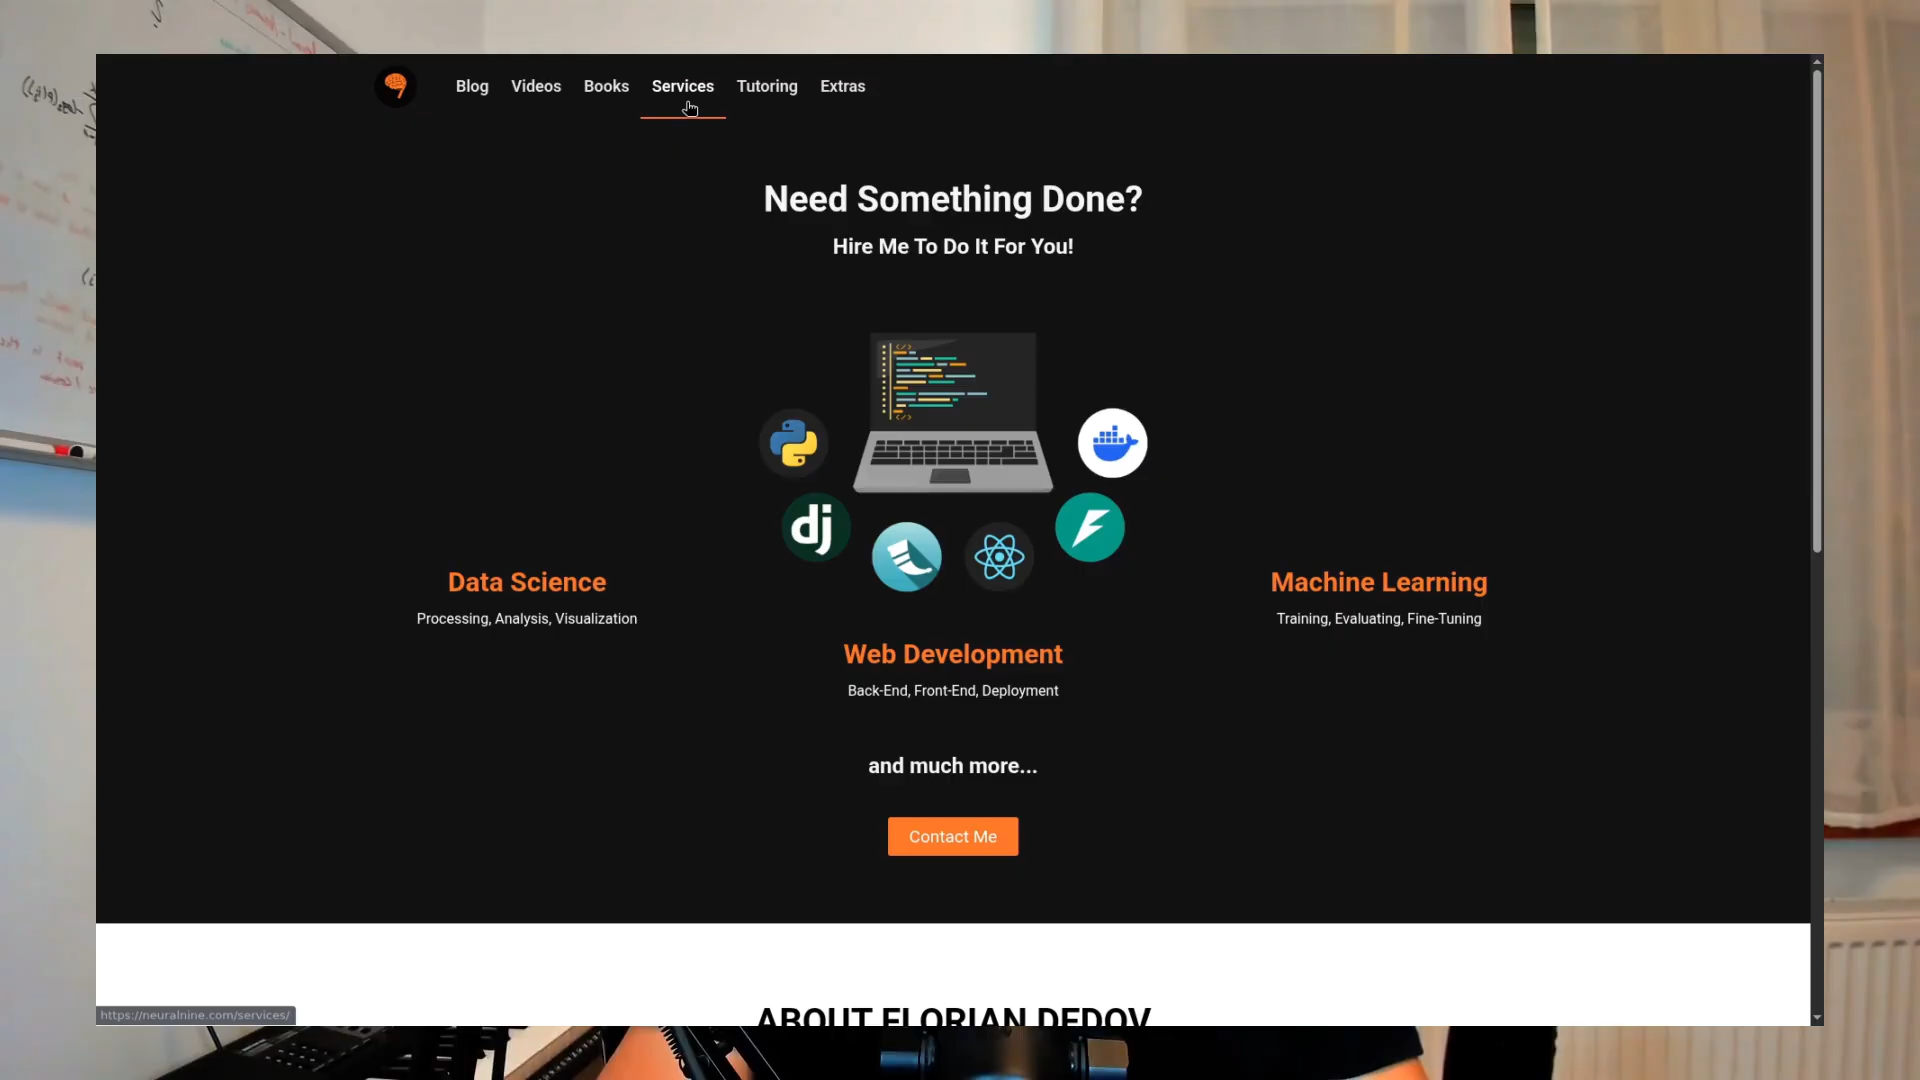 Blog Videos Books Services Tutoring Extras
Need Something Done?
Hire Me To Do It For You!
dj
Data Science
Processing, Analysis, Visualization
Machine Learning
Training, Evaluating, Fine-Tuning
Web Development
Back-End, Front-End, Deployment
and much more...
Contact Me
ABOUT FLORIAN DEDOV
https://neuralnine.com/services/